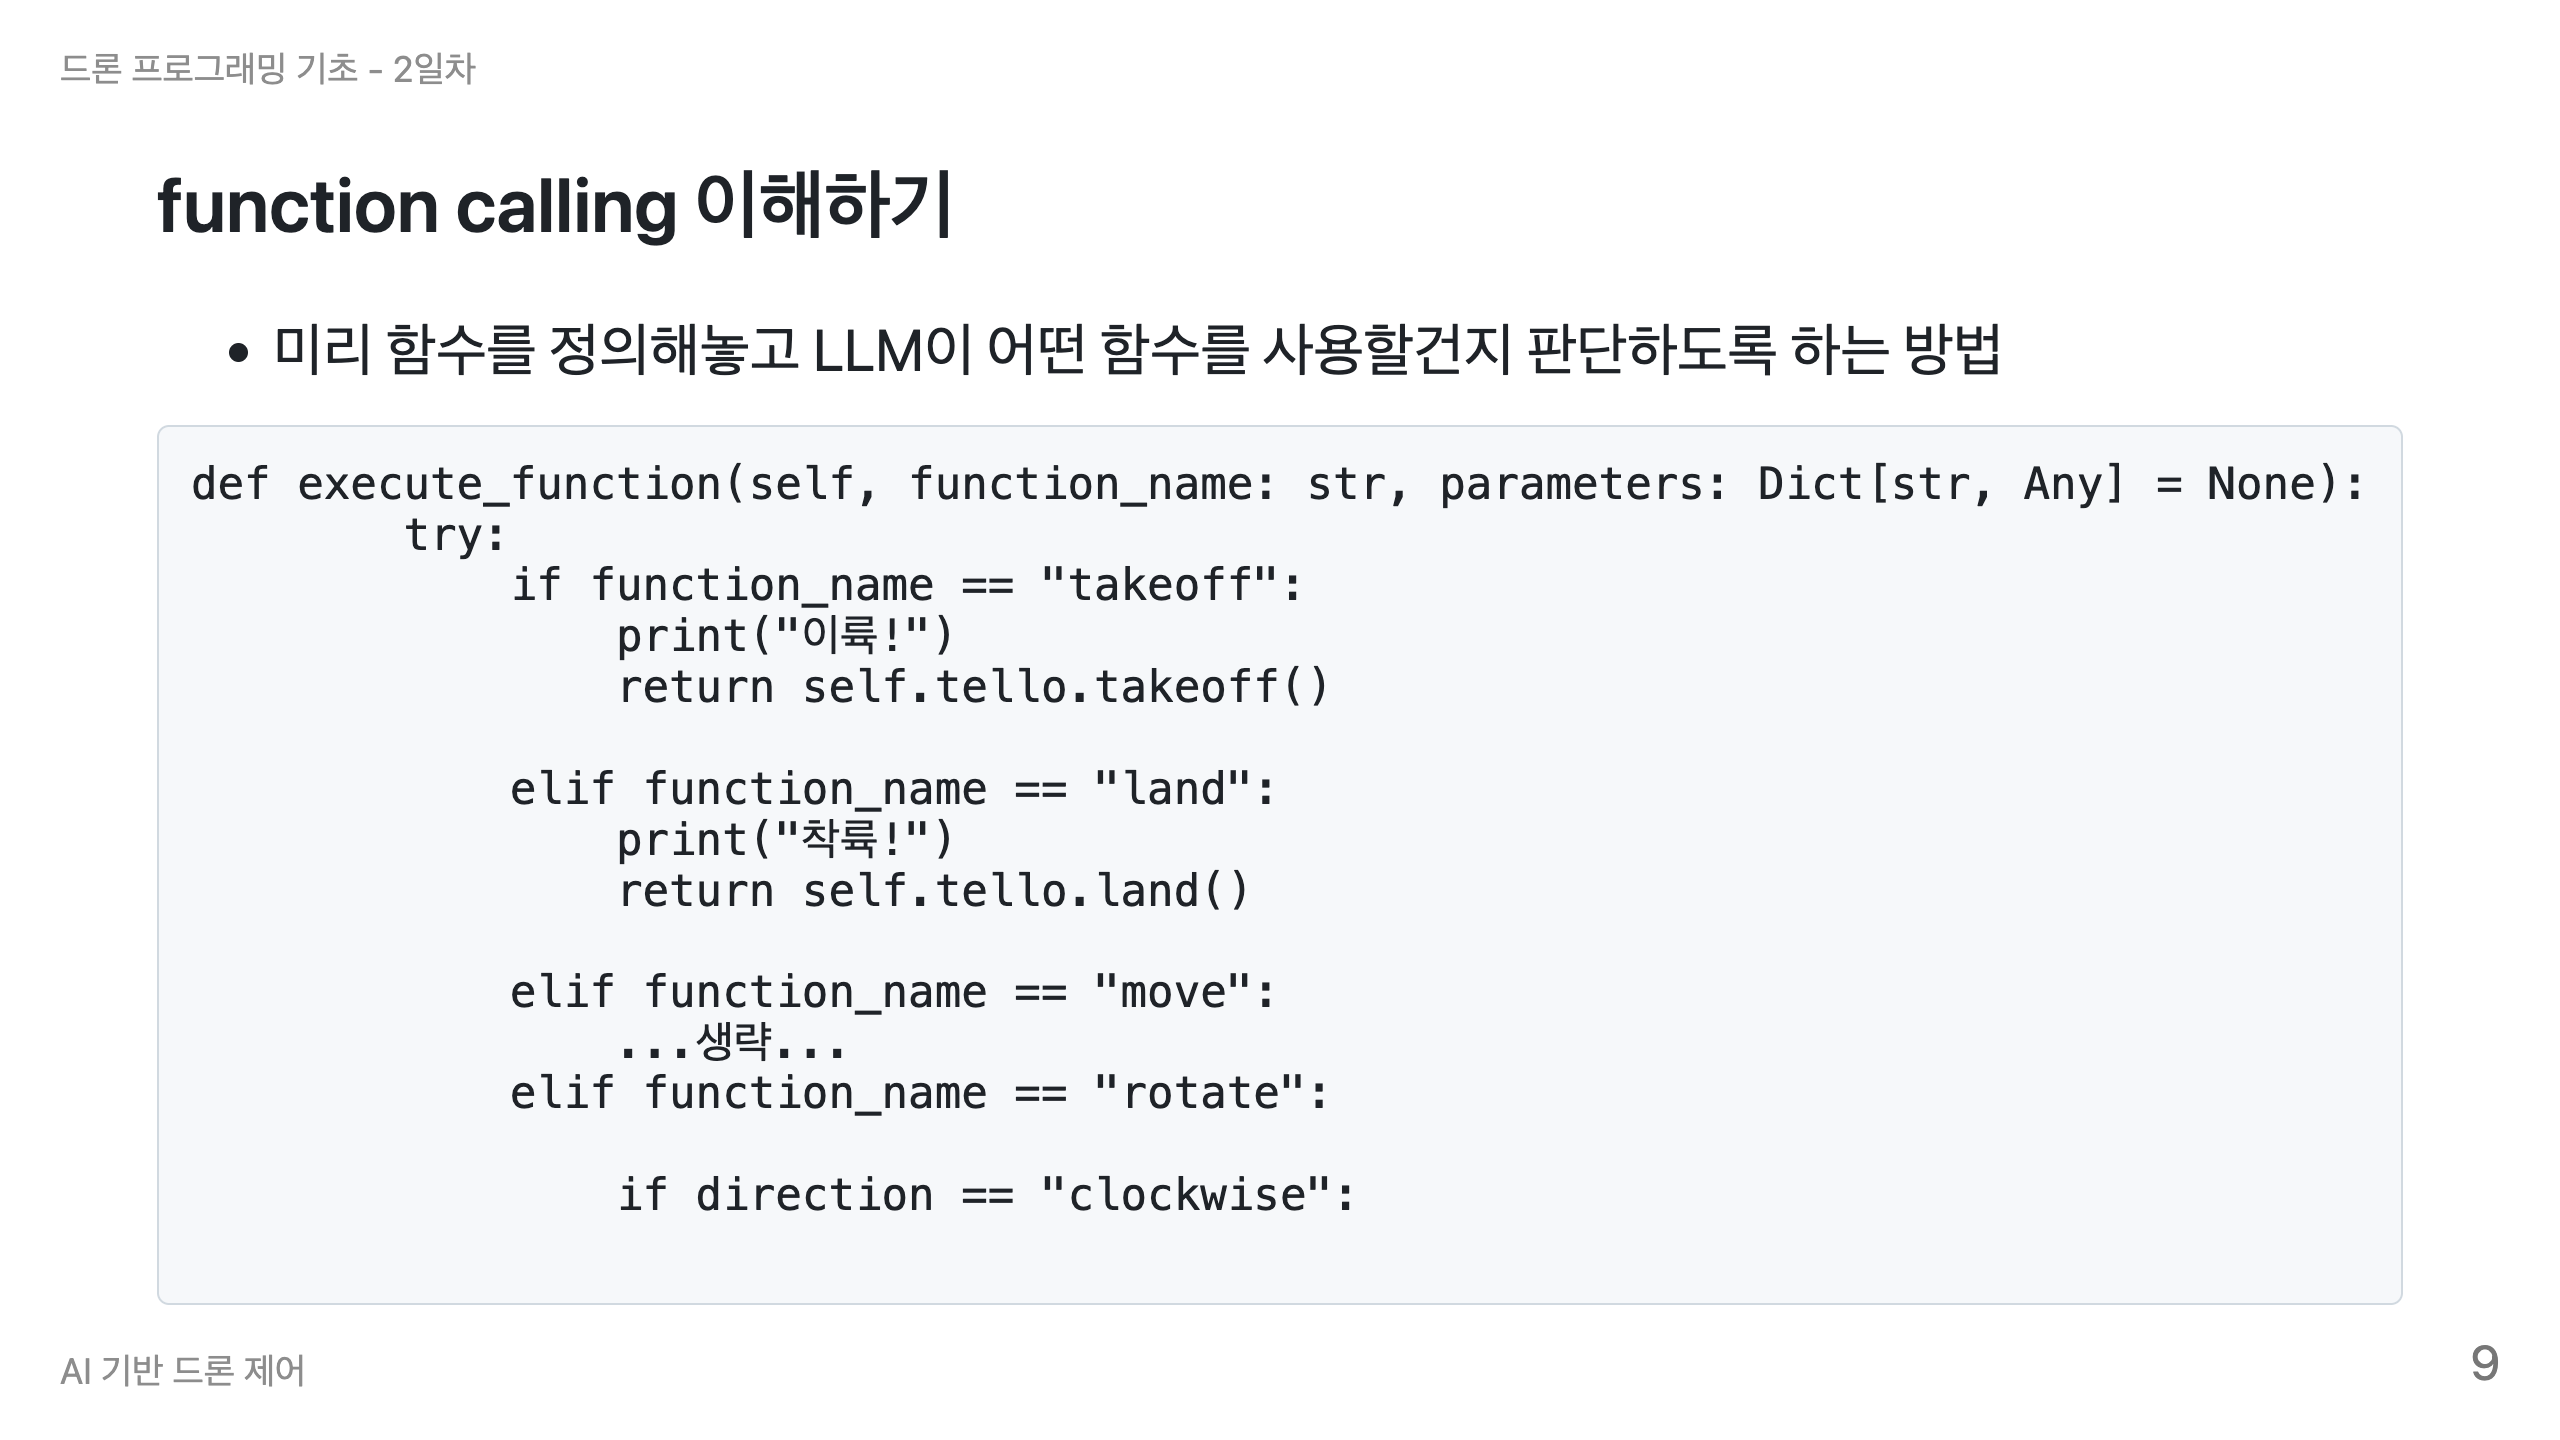 드론 프로그래밍 기초 - 2일차
function calling 이해하기
• 미리 함수를 정의해놓고 LLM이 어떤 함수를 사용할건지 판단하도록 하는 방법
def execute_function(self, function_name: str, parameters: Dict[str, Any] = None):
        try:
            if function_name == "takeoff":
                print("이륙!")
                return self.tello.takeoff()

            elif function_name == "land":
                print("착륙!")
                return self.tello.land()

            elif function_name == "move":
                ...생략...
            elif function_name == "rotate":

                if direction == "clockwise":
AI 기반 드론 제어
9